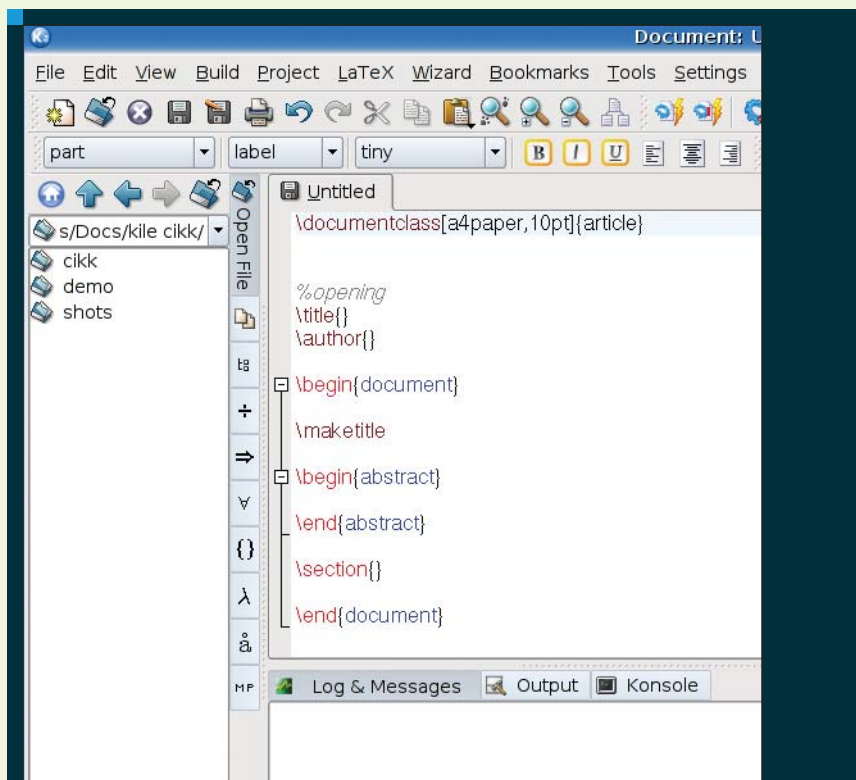 Document: U
File Edit View Build Project LaTeX Wizard Bookmarks Tools Settings
part label tiny B I U
Open File
Untitled
s/Docs/kile cikk/
cikk
demo
shots
\documentclass[a4paper,10pt]{article}
%opening
\title{}
\author{}
\begin{document}
\maketitle
\begin{abstract}
\end{abstract}
\section{}
\end{document}
÷
⇒
∀
{}
λ
å
MP
Log & Messages Output Konsole